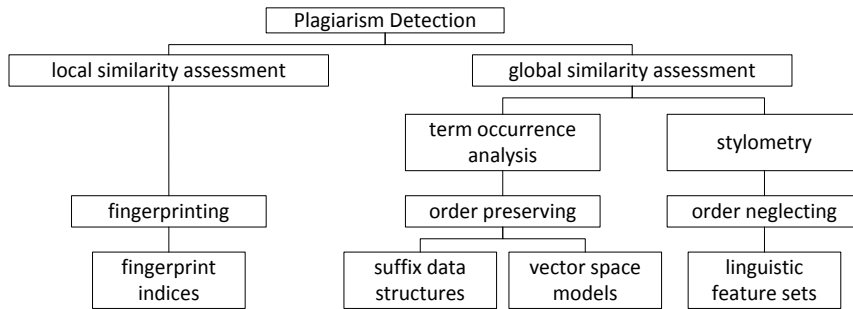 Plagiarism Detection
local similarity assessment
global similarity assessment
term occurrence
analysis
stylometry
fingerprinting
order preserving
order neglecting
fingerprint
indices
suffix data
structures
vector space
models
linguistic
feature sets